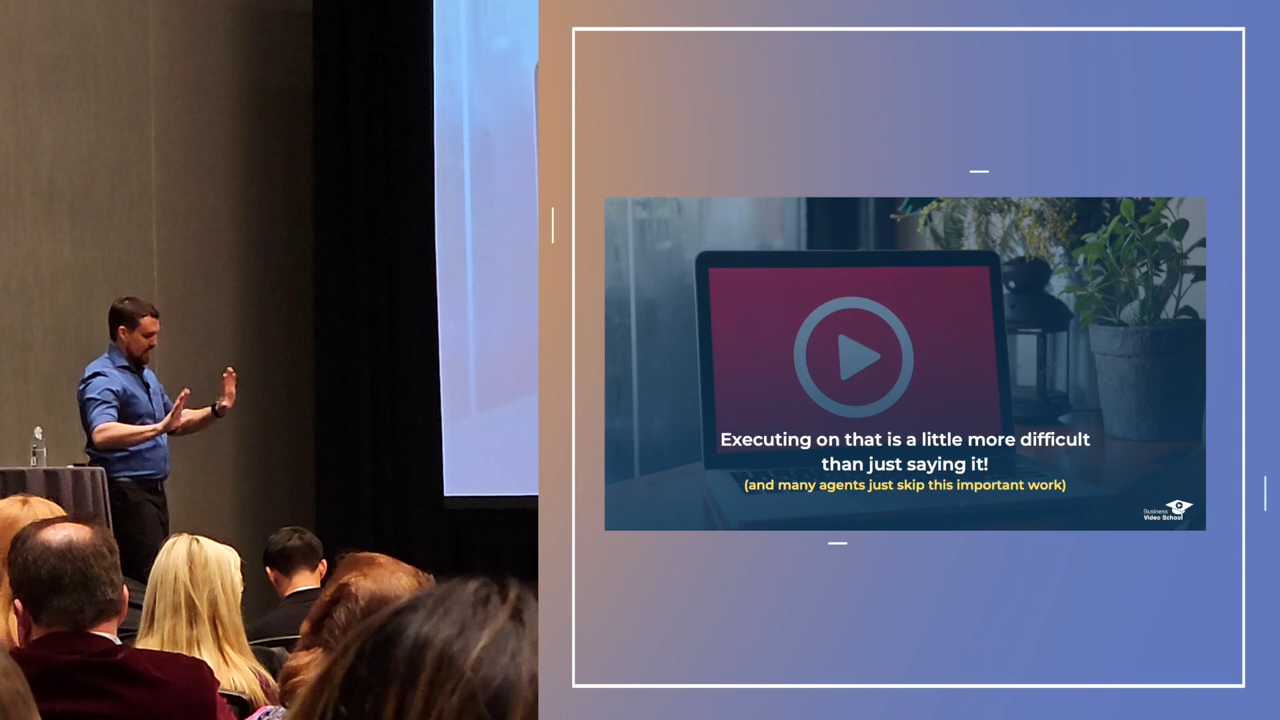 Executing on that is a little more difficult
than just saying it!
(and many agents just skip this important work)
Business
Video School